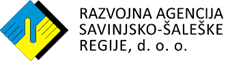 RAZVOJNA AGENCIJA
SAVINJSKO-ŠALEŠKE
REGIJE, d. o. o.